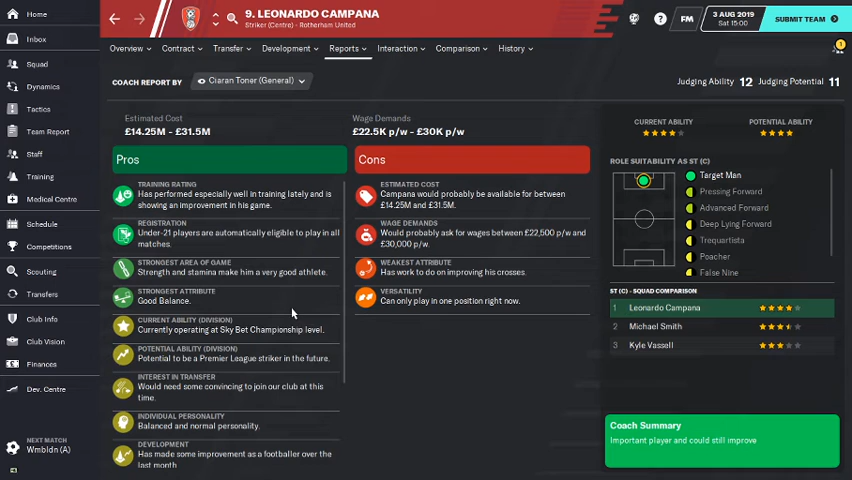 Home
Inbox
Squad
Dynamics
Tactics
Team Report
Staff
Training
Medical Centre
Schedule
Competitions
Scouting
Transfers
Club Info
Club Vision
Finances
Dev. Centre
NEXT MATCH
Wmbldn (A)
9. LEONARDO CAMPANA
Striker (Centre) - Rotherham United
?
FM
3 AUG 2019
Sat 15:00
SUBMIT TEAM
Overview
Contract
Transfer
Development
Reports
Interaction
Comparison
History
1
COACH REPORT BY
Ciaran Toner (General)
Judging Ability 12 Judging Potential 11
Estimated Cost
£14.25M - £31.5M
Wage Demands
£22.5K p/w - £30K p/w
Pros
TRAINING RATING
Has performed especially well in training lately and is
showing an improvement in his game.
REGISTRATION
Under-21 players are automatically eligible to play in all
matches.
STRONGEST AREA OF GAME
Strength and stamina make him a very good athlete.
STRONGEST ATTRIBUTE
Good Balance.
CURRENT ABILITY (DIVISION)
Currently operating at Sky Bet Championship level.
POTENTIAL ABILITY (DIVISION)
Potential to be a Premier League striker in the future.
INTEREST IN TRANSFER
Would need some convincing to join our club at this
time.
INDIVIDUAL PERSONALITY
Balanced and normal personality.
DEVELOPMENT
Has made some improvement as a footballer over the
last month
Cons
ESTIMATED COST
Campana would probably be available for between
£14.25M and £31.5M.
WAGE DEMANDS
Would probably ask for wages between £22,500 p/w and
£30,000 p/w.
WEAKEST ATTRIBUTE
Has work to do on improving his crosses.
VERSATILITY
Can only play in one position right now.
CURRENT ABILITY
POTENTIAL ABILITY
ROLE SUITABILITY AS ST (C)
Target Man
Pressing Forward
Advanced Forward
Deep Lying Forward
Trequartista
Poacher
False Nine
ST (C) - SQUAD COMPARISON
1 Leonardo Campana
2 Michael Smith
3 Kyle Vassell
Coach Summary
Important player and could still improve